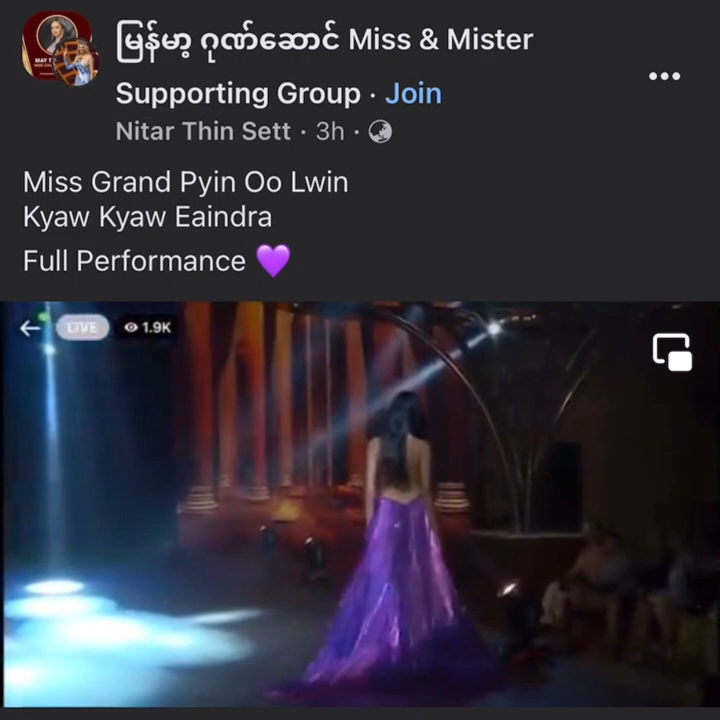 မြန်မာ့ ဂုဏ်ဆောင် Miss & Mister
Supporting Group · Join
Nitar Thin Sett · 3h ·
Miss Grand Pyin Oo Lwin
Kyaw Kyaw Eaindra
Full Performance 💜
LIVE 1.9K